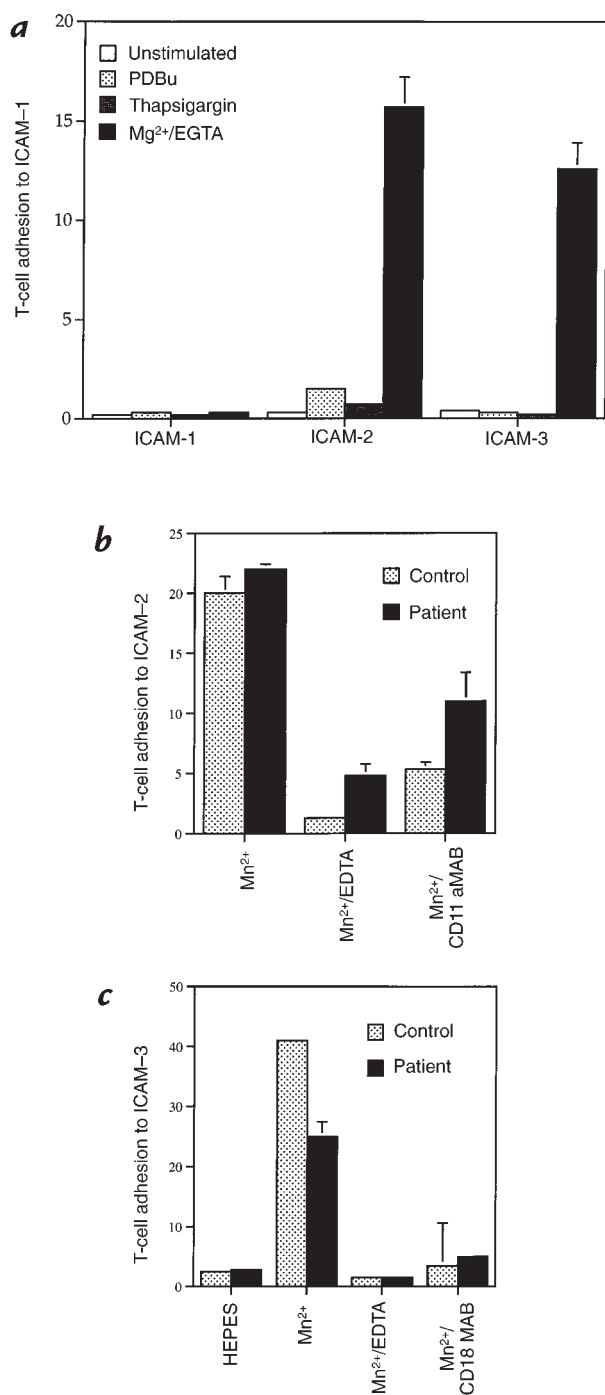 a
20
15
10
5
0
T-cell adhesion to ICAM–1
Unstimulated
PDBu
Thapsigargin
Mg2+/EGTA
ICAM-1 ICAM-2 ICAM-3
b
25
20
15
10
5
0
T-cell adhesion to ICAM–2
Control
Patient
Mn2+
Mn2+/EDTA
Mn2+/
CD11 aMAB
c
50
40
30
20
10
0
T-cell adhesion to ICAM–3
Control
Patient
HEPES
Mn2+
Mn2+/EDTA
Mn2+/
CD18 MAB